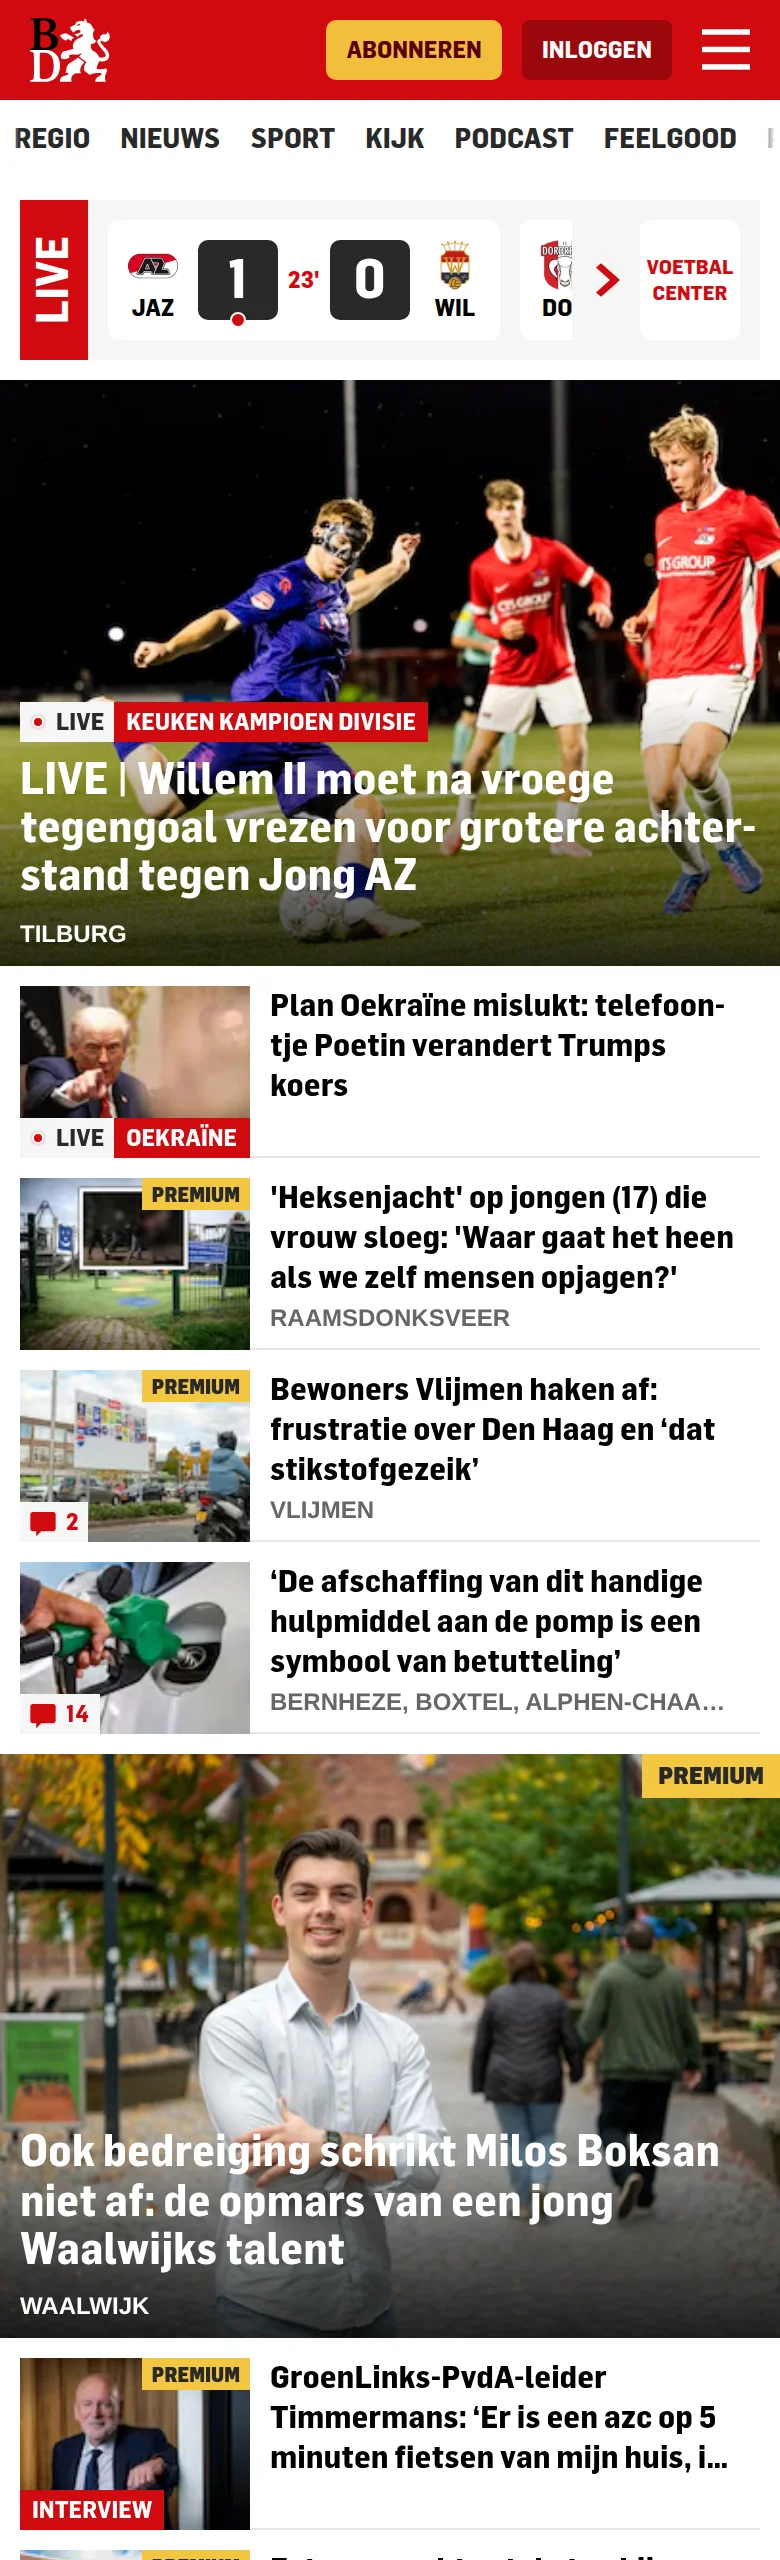 BD
ABONNEREN
INLOGGEN
REGIO NIEUWS SPORT KIJK PODCAST FEELGOOD
LIVE
JAZ
1
23'
0
WIL
DO
VOETBAL
CENTER
LIVE
KEUKEN KAMPIOEN DIVISIE
LIVE | Willem II moet na vroege
tegengoal vrezen voor grotere achter-
stand tegen Jong AZ
TILBURG
Plan Oekraïne mislukt: telefoon-
tje Poetin verandert Trumps
koers
LIVE
OEKRAÏNE
PREMIUM
'Heksenjacht' op jongen (17) die
vrouw sloeg: 'Waar gaat het heen
als we zelf mensen opjagen?'
RAAMSDONKSVEER
PREMIUM
2
Bewoners Vlijmen haken af:
frustratie over Den Haag en ‘dat
stikstofgezeik’
VLIJMEN
14
‘De afschaffing van dit handige
hulpmiddel aan de pomp is een
symbool van betutteling’
BERNHEZE, BOXTEL, ALPHEN-CHAA…
PREMIUM
Ook bedreiging schrikt Milos Boksan
niet af: de opmars van een jong
Waalwijks talent
WAALWIJK
PREMIUM
INTERVIEW
GroenLinks-PvdA-leider
Timmermans: ‘Er is een azc op 5
minuten fietsen van mijn huis, i…